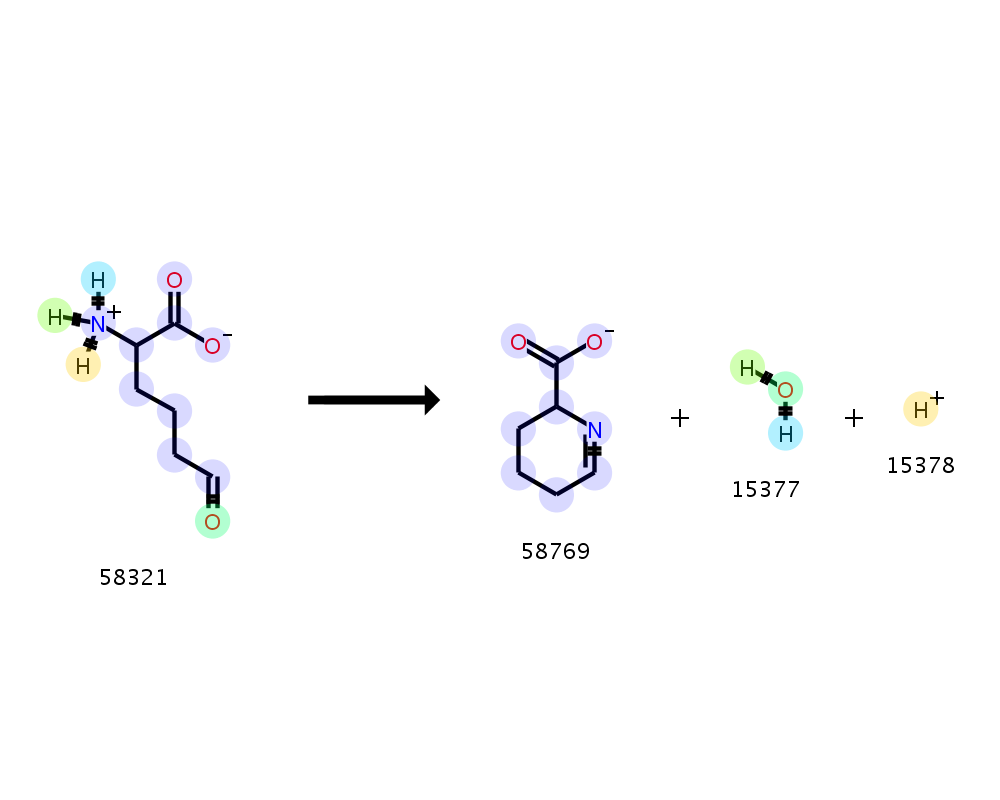 H O
H N +
H
O -
O
58321
O O -
N
58769
+
H O
H
15377
+
H +
15378